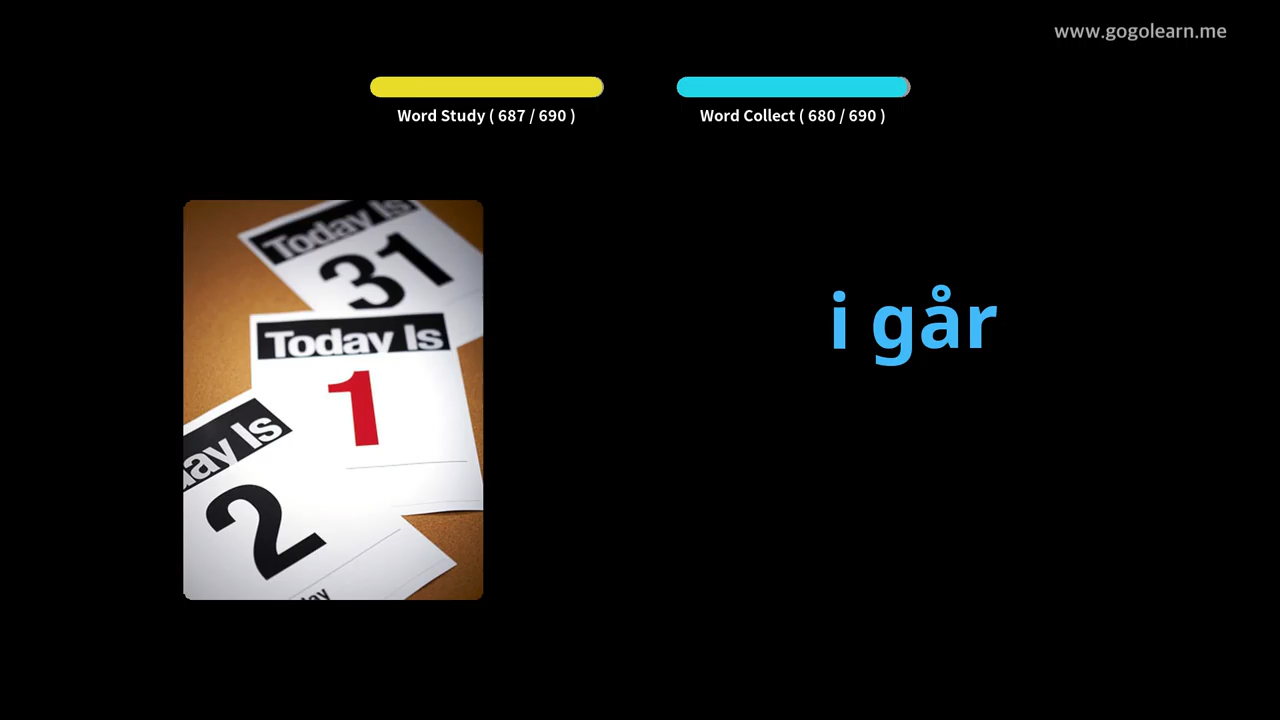 www.gogolearn.me
Word Study ( 687 / 690 )
Word Collect ( 680 / 690 )
Today Is
31
Today Is
1
ay Is
2
ay
i går